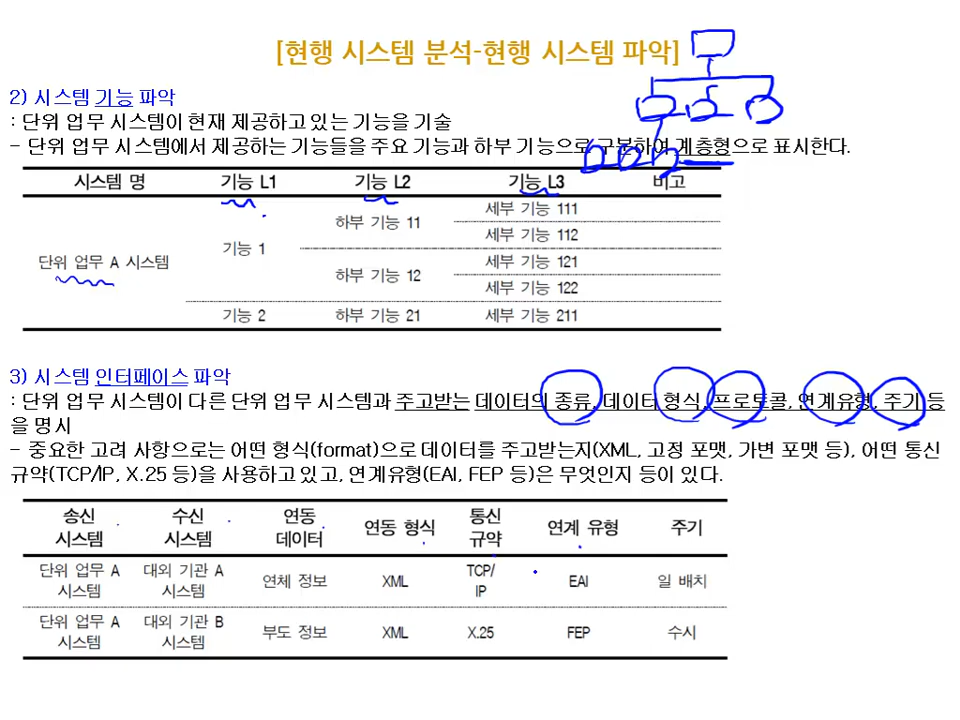 [현행 시스템 분석-현행 시스템 파악]
2) 시스템 기능 파악
: 단위 업무 시스템이 현재 제공하고 있는 기능을 기술
- 단위 업무 시스템에서 제공하는 기능들을 주요 기능과 하부 기능으로 구분하여 계층형으로 표시한다.
시스템 명 기능 L1 기능 L2 기능 L3 비고
단위 업무 A 시스템 기능 1 하부 기능 11 세부 기능 111
세부 기능 112
하부 기능 12 세부 기능 121
세부 기능 122
기능 2 하부 기능 21 세부 기능 211
3) 시스템 인터페이스 파악
: 단위 업무 시스템이 다른 단위 업무 시스템과 주고받는 데이터의 종류, 데이터 형식, 프로토콜, 연계유형, 주기 등
을 명시
- 중요한 고려 사항으로는 어떤 형식(format)으로 데이터를 주고받는지(XML, 고정 포맷, 가변 포맷 등), 어떤 통신
규약(TCP/IP, X.25 등)을 사용하고 있고, 연계유형(EAI, FEP 등)은 무엇인지 등이 있다.
송신 시스템 수신 시스템 연동 데이터 연동 형식 통신 규약 연계 유형 주기
단위 업무 A 시스템 대외 기관 A 시스템 연체 정보 XML TCP/IP EAI 일 배치
단위 업무 A 시스템 대외 기관 B 시스템 부도 정보 XML X.25 FEP 수시